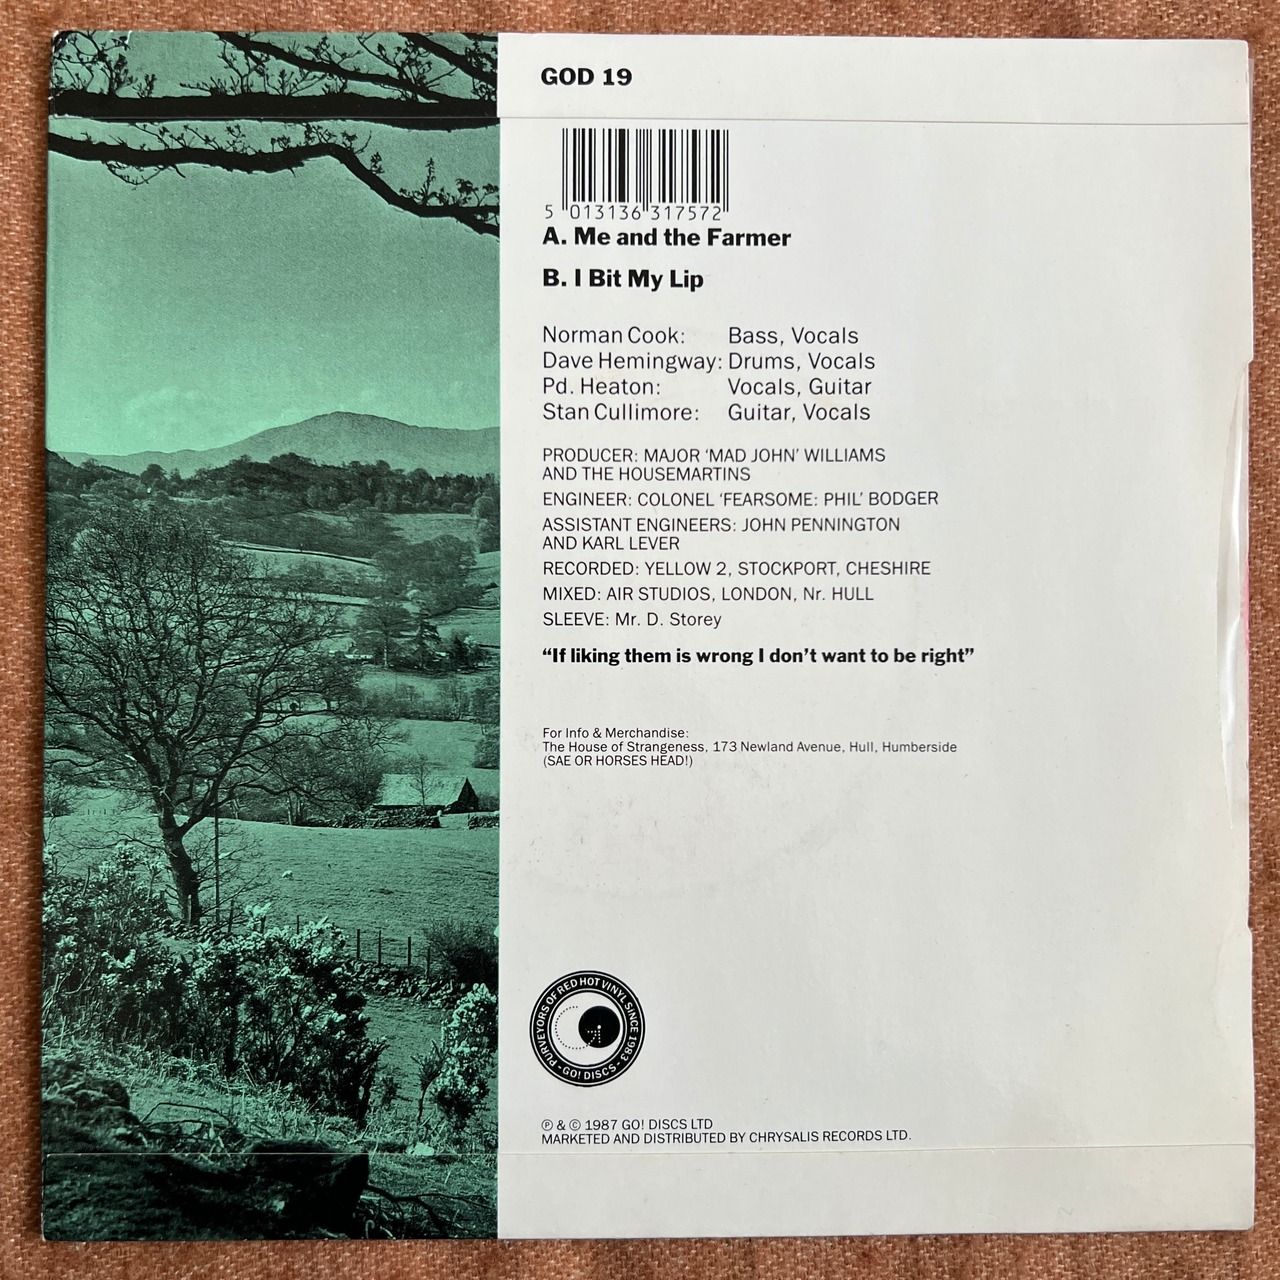 GOD 19
5 013136 317572
A. Me and the Farmer
B. I Bit My Lip
Norman Cook: Bass, Vocals
Dave Hemingway: Drums, Vocals
Pd. Heaton: Vocals, Guitar
Stan Cullimore: Guitar, Vocals
PRODUCER: MAJOR ‘MAD JOHN’ WILLIAMS
AND THE HOUSEMARTINS
ENGINEER: COLONEL ‘FEARSOME: PHIL’ BODGER
ASSISTANT ENGINEERS: JOHN PENNINGTON
AND KARL LEVER
RECORDED: YELLOW 2, STOCKPORT, CHESHIRE
MIXED: AIR STUDIOS, LONDON, Nr. HULL
SLEEVE: Mr. D. Storey
“If liking them is wrong I don’t want to be right”
For Info & Merchandise:
The House of Strangeness, 173 Newland Avenue, Hull, Humberside
(SAE OR HORSES HEAD!)
PURVEYORS OF RED HOT VINYL SINCE 1983
- GO! DISCS -
℗ & © 1987 GO! DISCS LTD
MARKETED AND DISTRIBUTED BY CHRYSALIS RECORDS LTD.